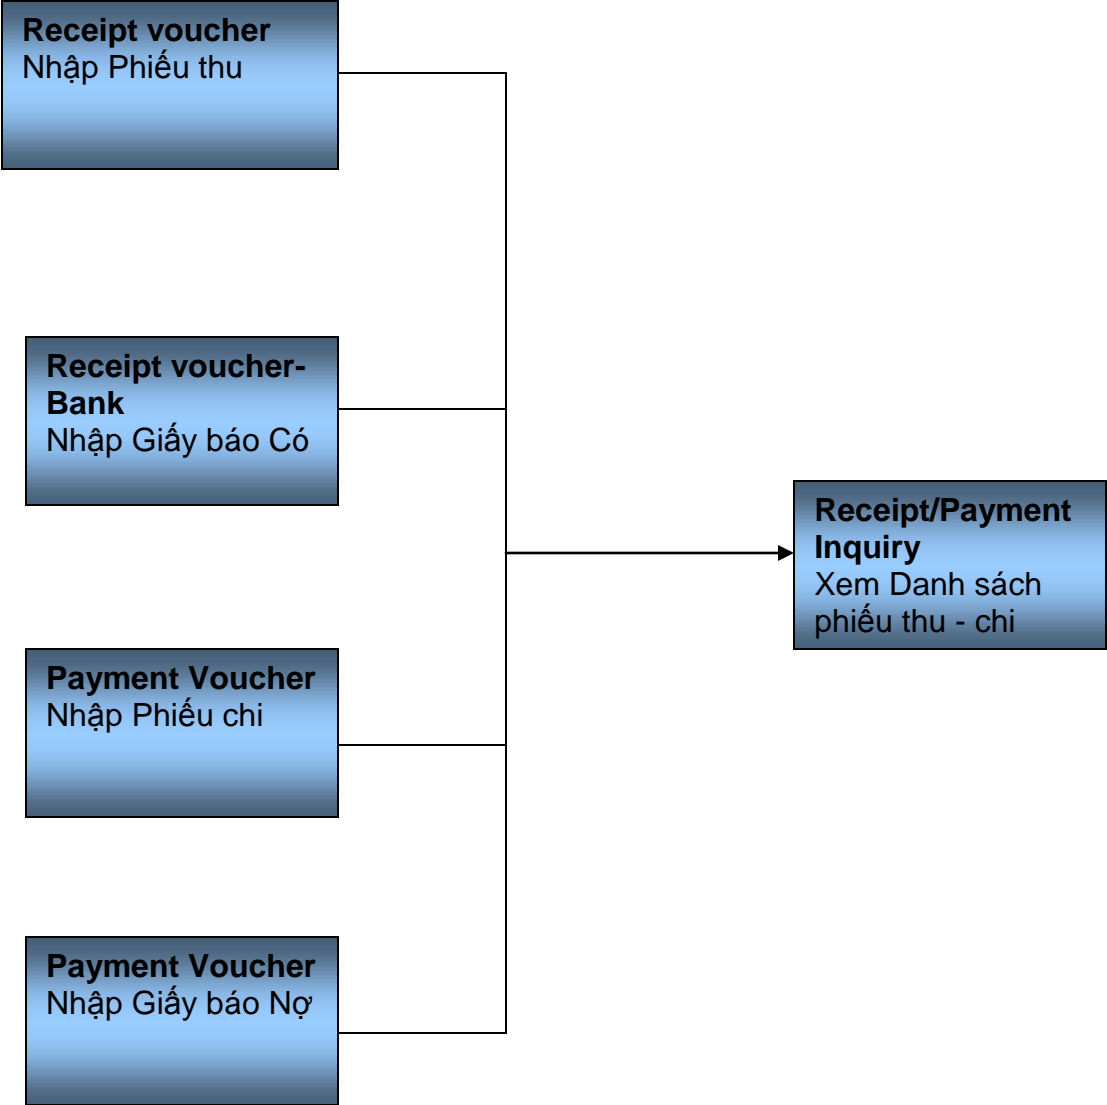 Receipt voucher
Nhập Phiếu thu
Receipt voucher-
Bank
Nhập Giấy báo Có
Receipt/Payment
Inquiry
Xem Danh sách
phiếu thu - chi
Payment Voucher
Nhập Phiếu chi
Payment Voucher
Nhập Giấy báo Nợ